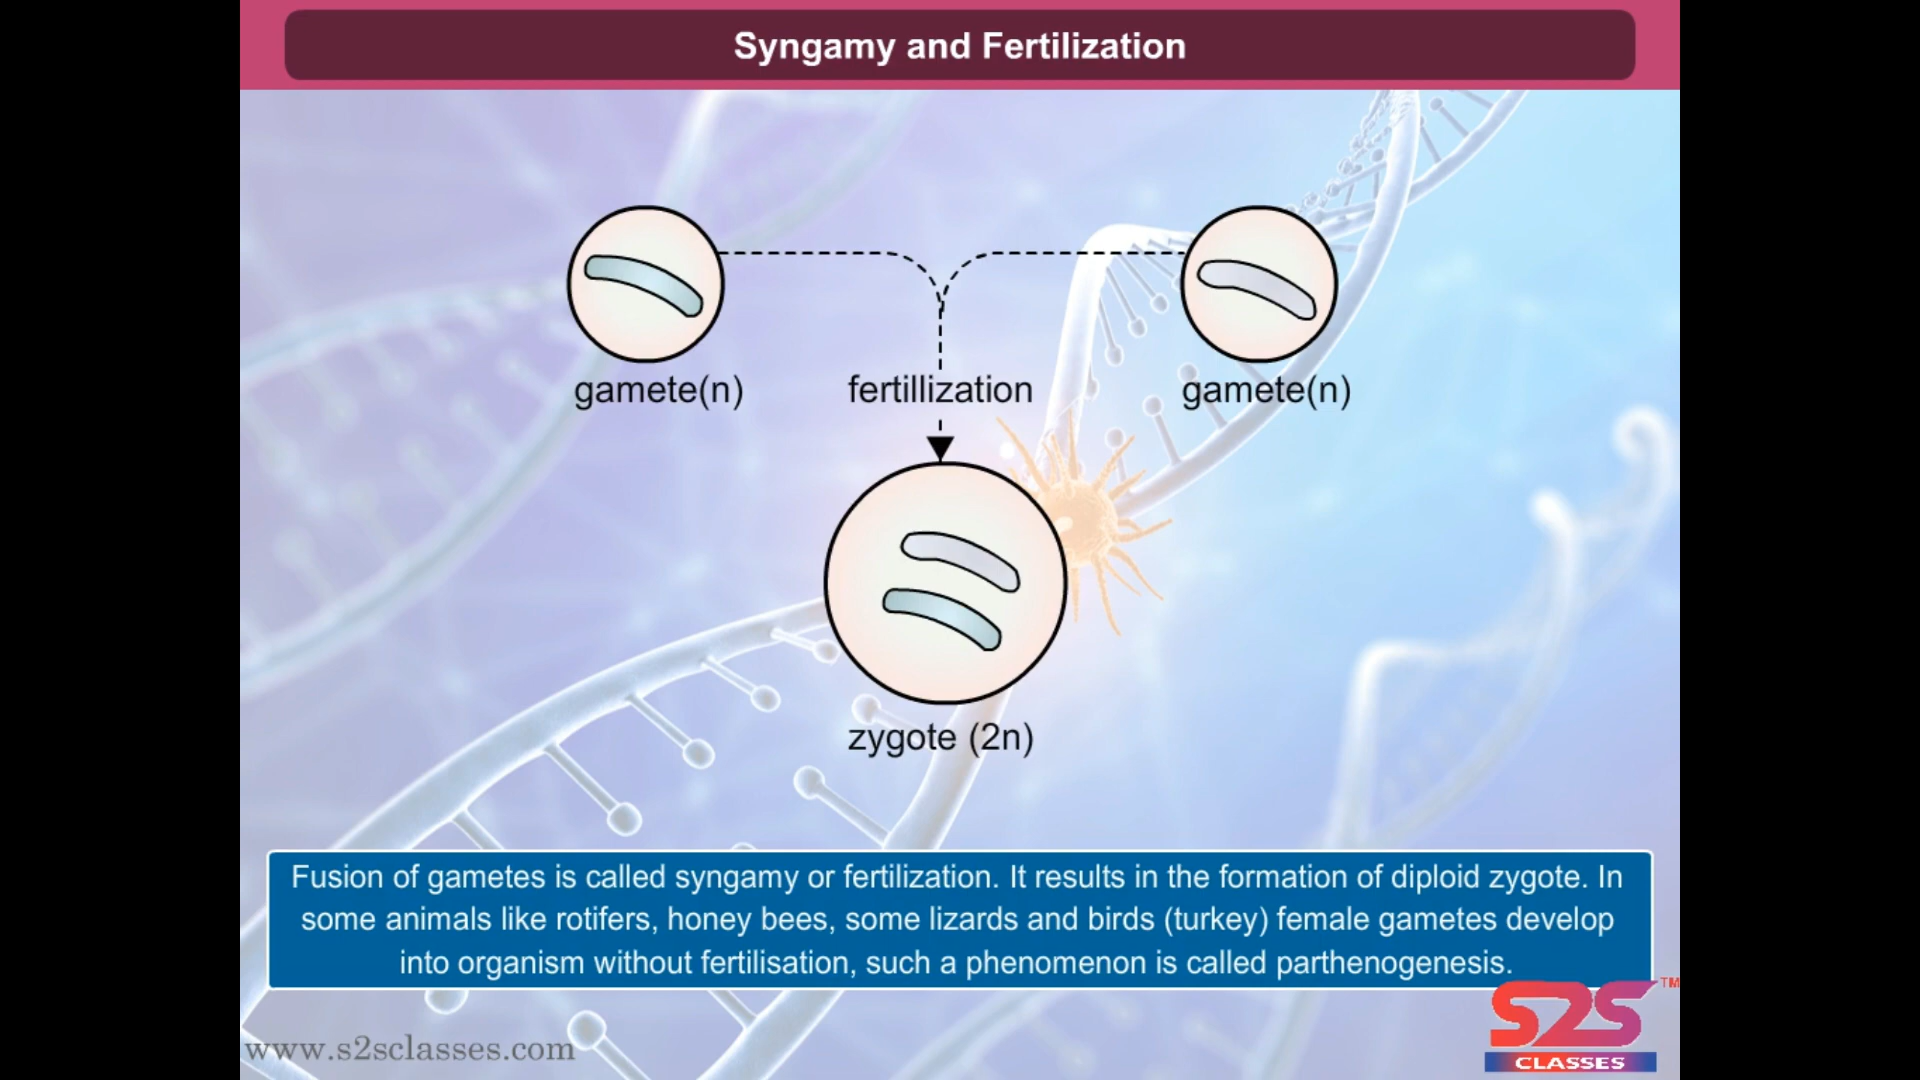 Syngamy and Fertilization
gamete(n)
fertillization
gamete(n)
zygote (2n)
Fusion of gametes is called syngamy or fertilization. It results in the formation of diploid zygote. In
some animals like rotifers, honey bees, some lizards and birds (turkey) female gametes develop
into organism without fertilisation, such a phenomenon is called parthenogenesis.
www.s2sclasses.com
S2S TM
CLASSES